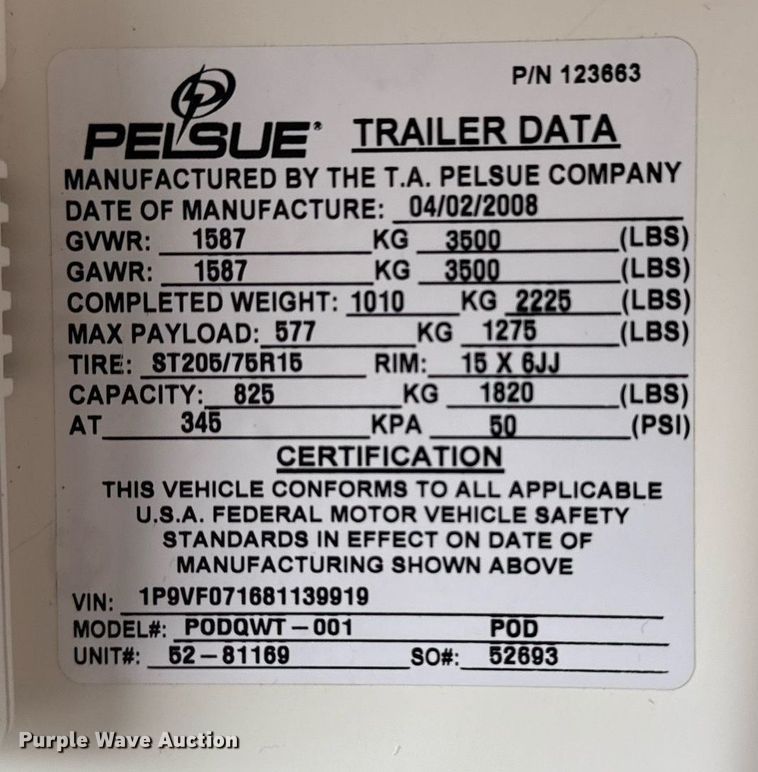 P/N 123663
PELSUE® TRAILER DATA
MANUFACTURED BY THE T.A. PELSUE COMPANY
DATE OF MANUFACTURE: 04/02/2008
GVWR: 1587 KG 3500 (LBS)
GAWR: 1587 KG 3500 (LBS)
COMPLETED WEIGHT: 1010 KG 2225 (LBS)
MAX PAYLOAD: 577 KG 1275 (LBS)
TIRE: ST205/75R15 RIM: 15 X 6JJ
CAPACITY: 825 KG 1820 (LBS)
AT 345 KPA 50 (PSI)
CERTIFICATION
THIS VEHICLE CONFORMS TO ALL APPLICABLE
U.S.A. FEDERAL MOTOR VEHICLE SAFETY
STANDARDS IN EFFECT ON DATE OF
MANUFACTURING SHOWN ABOVE
VIN: 1P9VF071681139919
MODEL#: PODQWT-001 POD
UNIT#: 52-81169 SO#: 52693
Purple Wave Auction